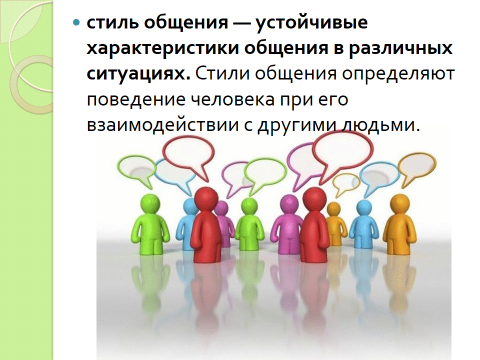 стиль общения — устойчивые
характеристики общения в различных
ситуациях. Стили общения определяют
поведение человека при его
взаимодействии с другими людьми.